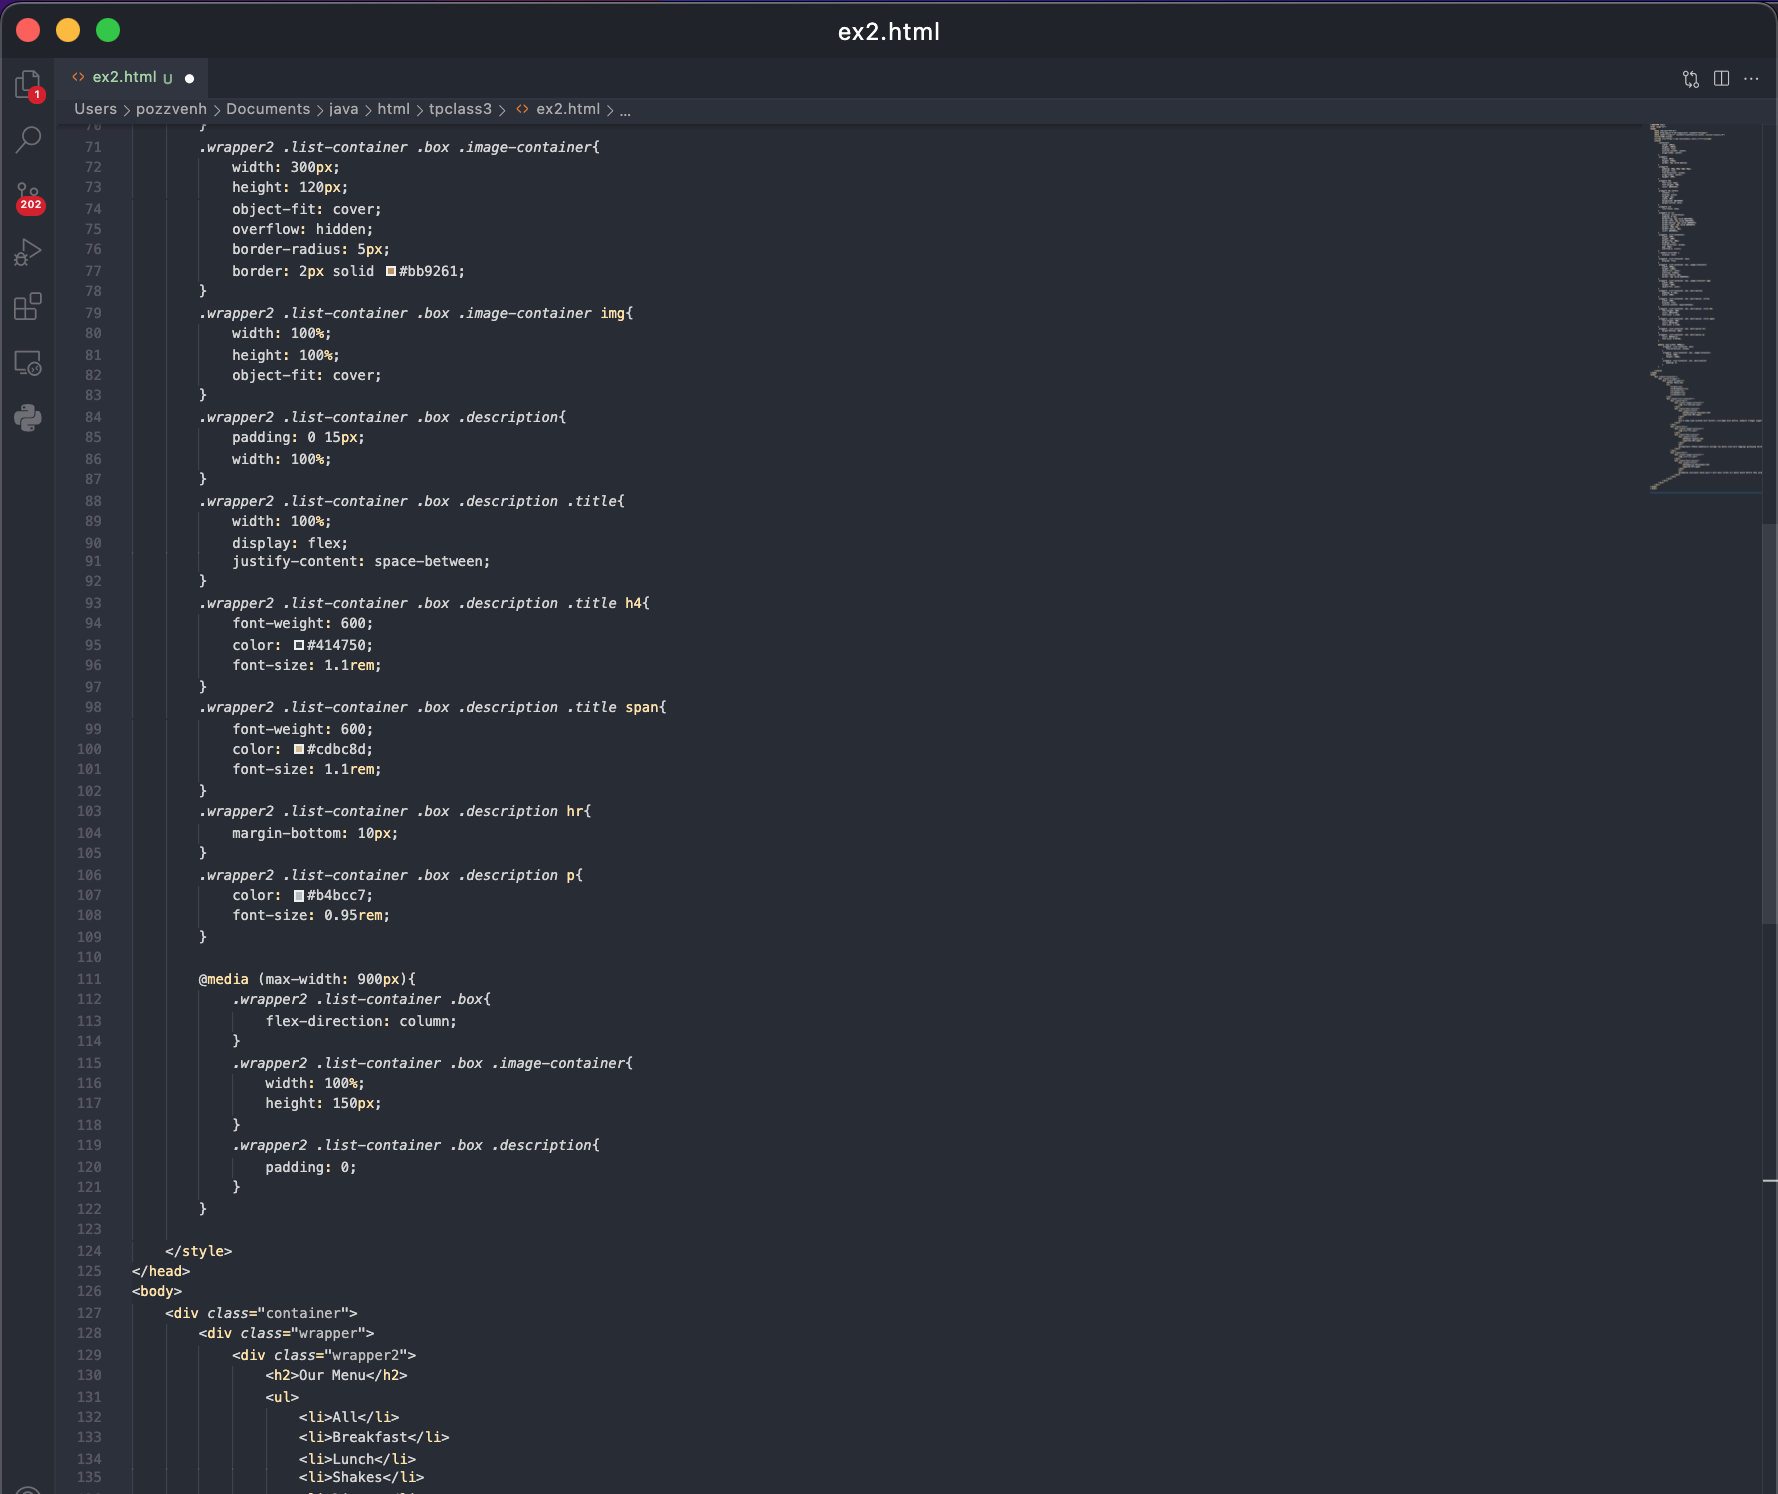 ex2.html
1
202
<> ex2.html U ●
Users > pozzvenh > Documents > java > html > tpclass3 > <> ex2.html > ...
70 }
71 .wrapper2 .list-container .box .image-container{
72 width: 300px;
73 height: 120px;
74 object-fit: cover;
75 overflow: hidden;
76 border-radius: 5px;
77 border: 2px solid #bb9261;
78 }
79 .wrapper2 .list-container .box .image-container img{
80 width: 100%;
81 height: 100%;
82 object-fit: cover;
83 }
84 .wrapper2 .list-container .box .description{
85 padding: 0 15px;
86 width: 100%;
87 }
88 .wrapper2 .list-container .box .description .title{
89 width: 100%;
90 display: flex;
91 justify-content: space-between;
92 }
93 .wrapper2 .list-container .box .description .title h4{
94 font-weight: 600;
95 color: #414750;
96 font-size: 1.1rem;
97 }
98 .wrapper2 .list-container .box .description .title span{
99 font-weight: 600;
100 color: #cdbc8d;
101 font-size: 1.1rem;
102 }
103 .wrapper2 .list-container .box .description hr{
104 margin-bottom: 10px;
105 }
106 .wrapper2 .list-container .box .description p{
107 color: #b4bcc7;
108 font-size: 0.95rem;
109 }
110
111 @media (max-width: 900px){
112 .wrapper2 .list-container .box{
113 flex-direction: column;
114 }
115 .wrapper2 .list-container .box .image-container{
116 width: 100%;
117 height: 150px;
118 }
119 .wrapper2 .list-container .box .description{
120 padding: 0;
121 }
122 }
123
124 </style>
125 </head>
126 <body>
127 <div class="container">
128 <div class="wrapper">
129 <div class="wrapper2">
130 <h2>Our Menu</h2>
131 <ul>
132 <li>All</li>
133 <li>Breakfast</li>
134 <li>Lunch</li>
135 <li>Shakes</li>